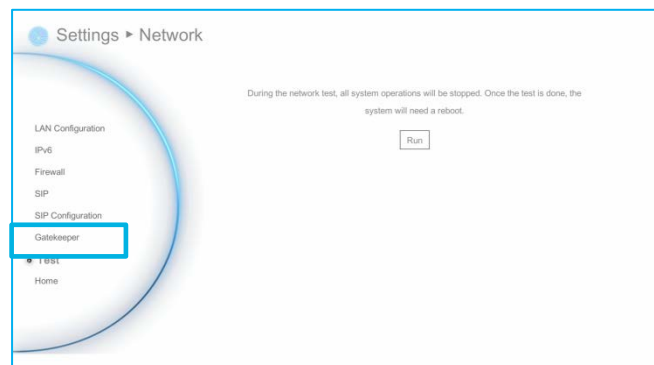 Settings ▸ Network
During the network test, all system operations will be stopped. Once the test is done, the
system will need a reboot.
Run
LAN Configuration
IPv6
Firewall
SIP
SIP Configuration
Gatekeeper
Test
Home